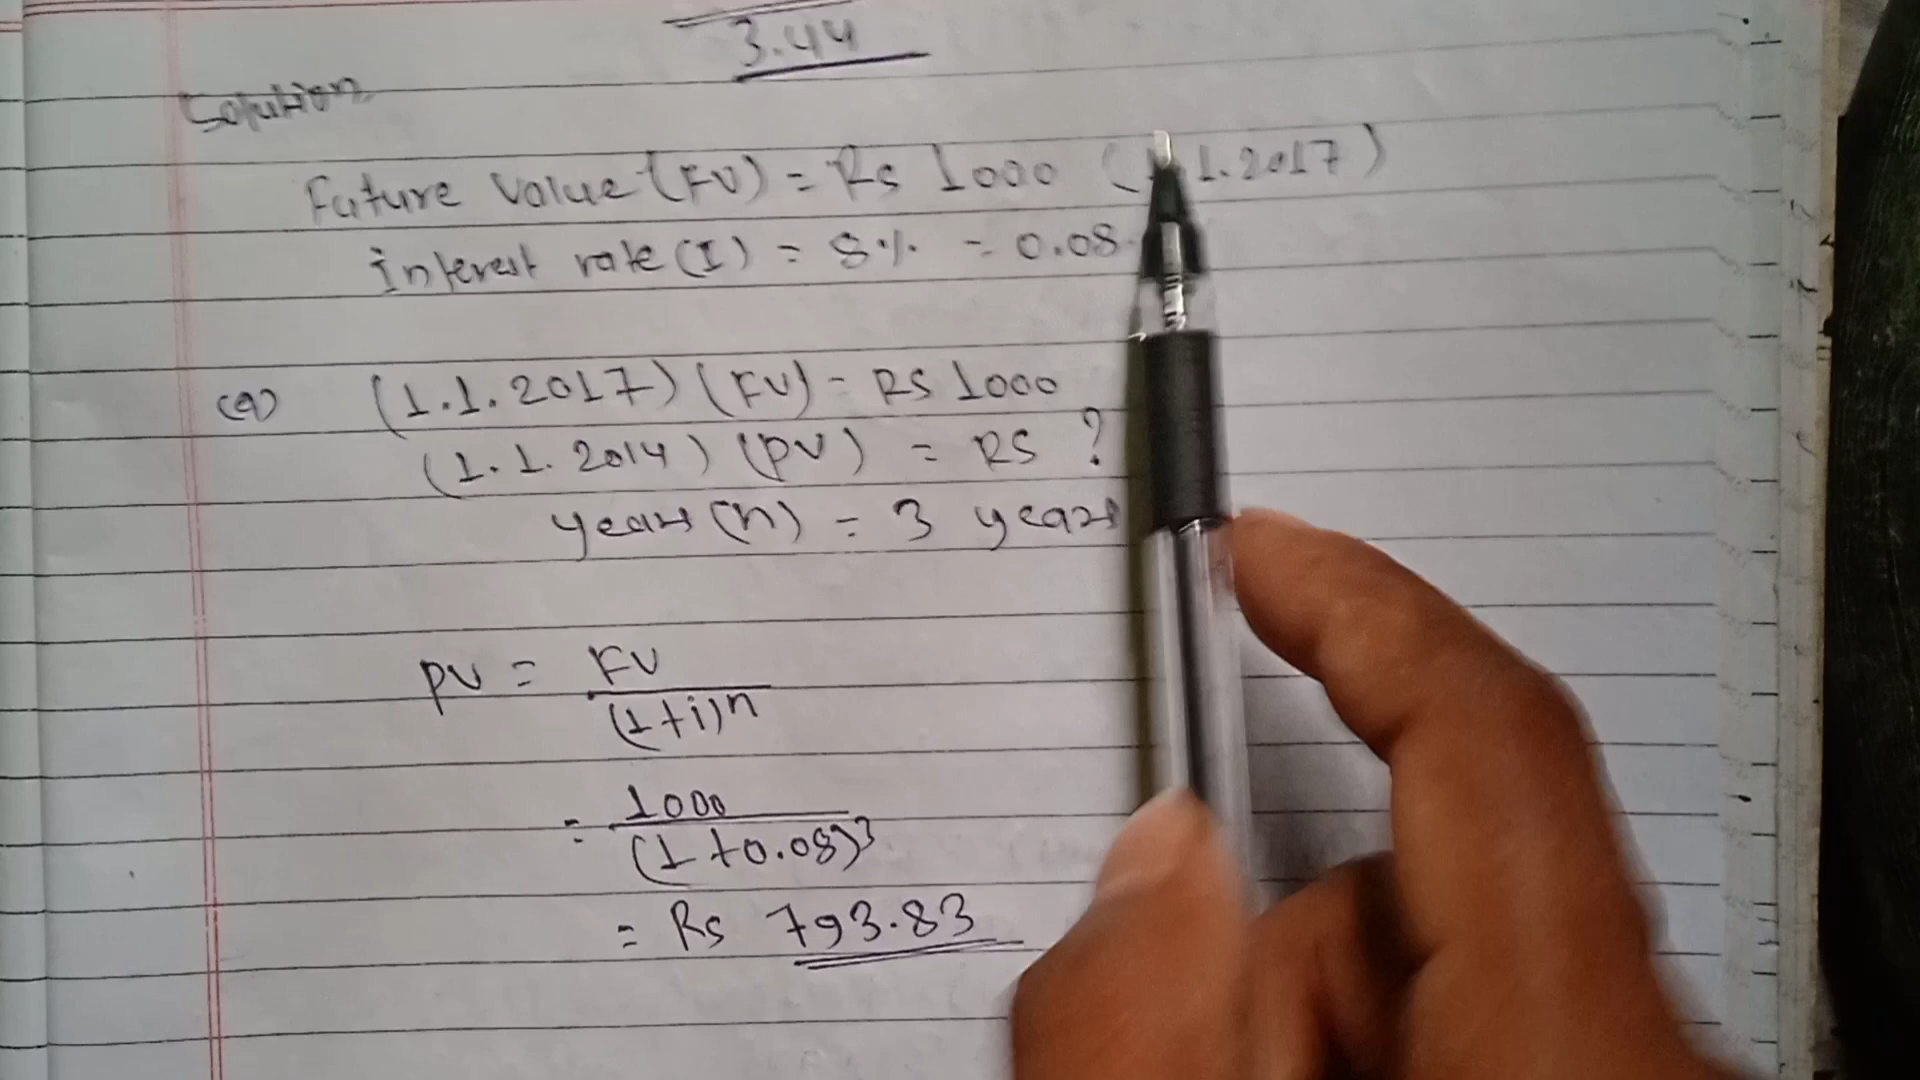 3.44
Solution
Future Value (FV) = Rs 1000 (1.1.2017)
interest rate (I) = 8% = 0.08
(a) (1.1.2017) (FV) = RS 1000
(1.1.2014) (PV) = RS ?
years (n) = 3 years
PV = FV
(1+i)n
= 1000
(1+0.08)3
= Rs 793.83